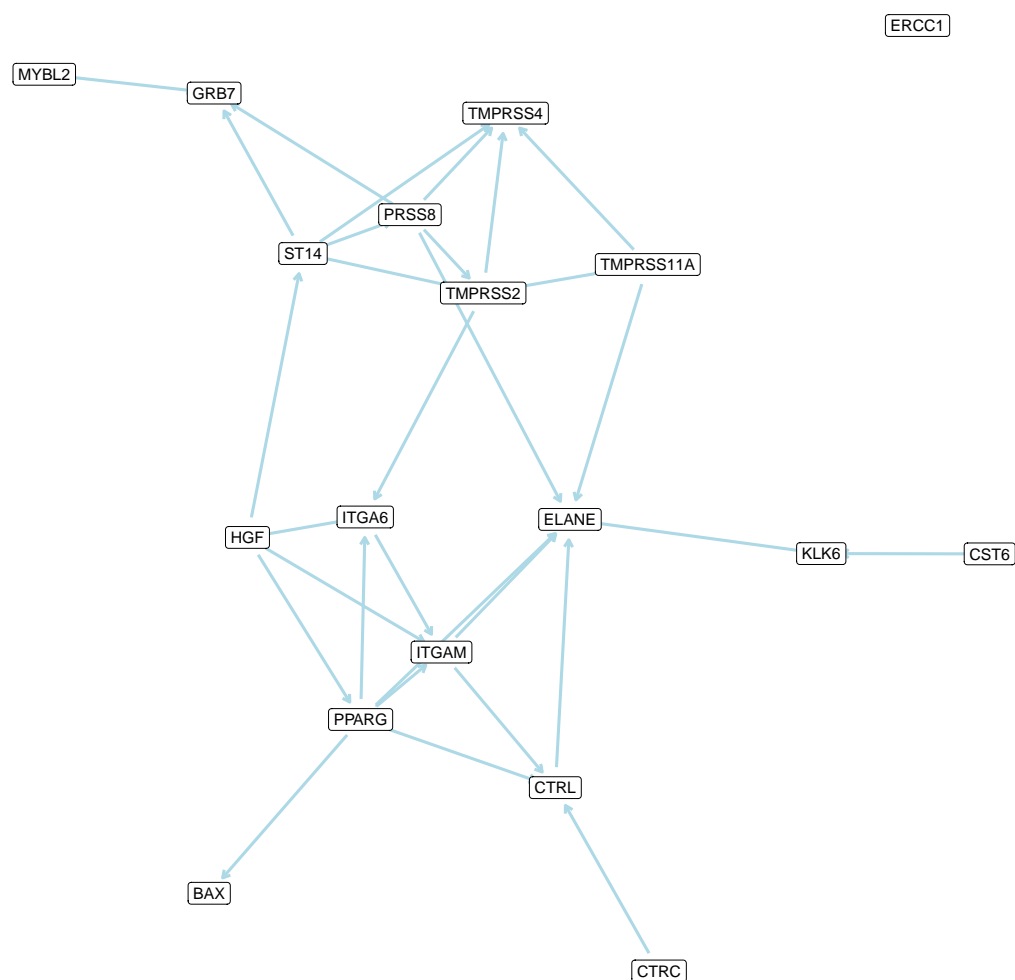 ERCC1
MYBL2
GRB7
TMPRSS4
PRSS8
ST14
TMPRSS11A
TMPRSS2
ITGA6
ELANE
HGF
KLK6
CST6
ITGAM
PPARG
CTRL
BAX
CTRC